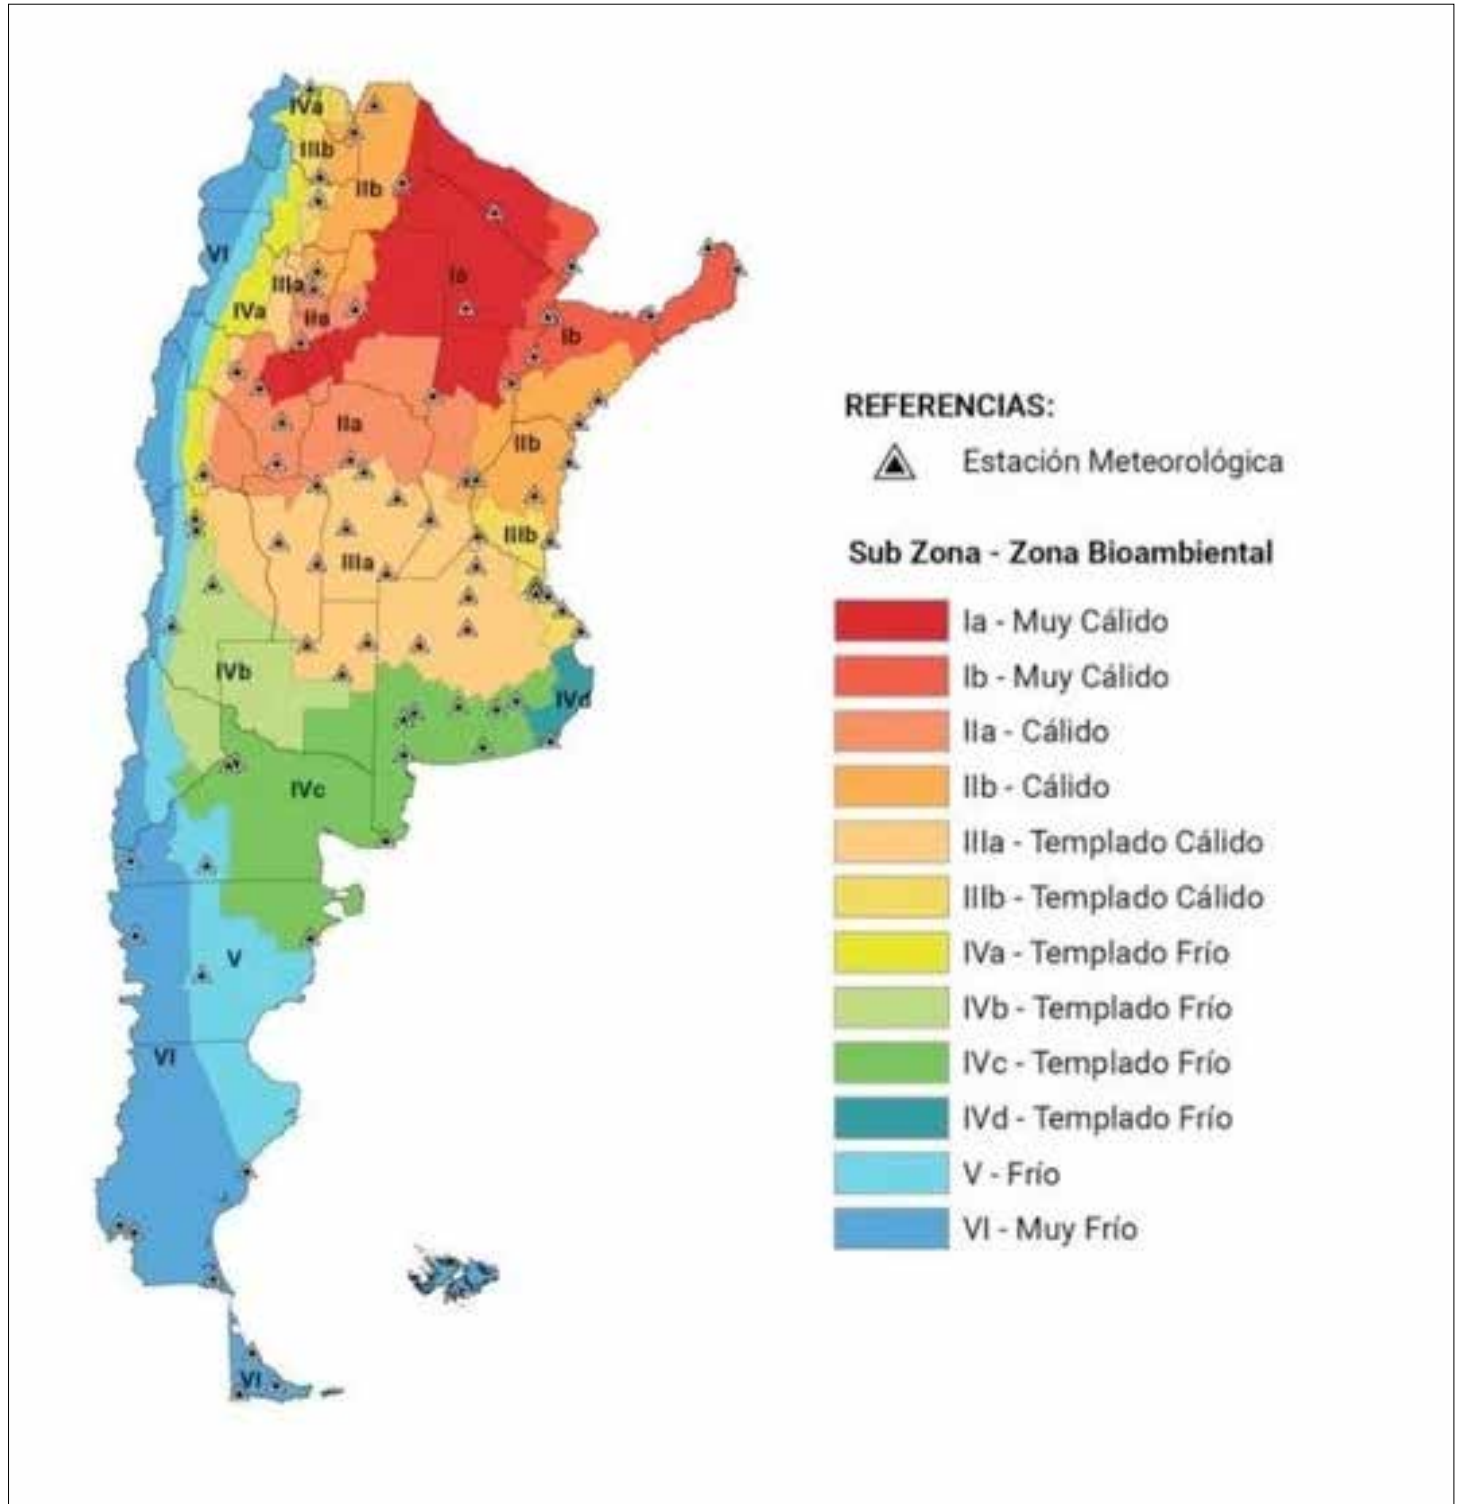 IVa
IIIb
IIb
VI
Ia
IIIa
IVa
IIa
Ib
IIa
IIb
IIIb
IIIa
IVb
IVd
IVc
V
VI
VI
REFERENCIAS:
Estación Meteorológica
Sub Zona - Zona Bioambiental
Ia - Muy Cálido
Ib - Muy Cálido
IIa - Cálido
IIb - Cálido
IIIa - Templado Cálido
IIIb - Templado Cálido
IVa - Templado Frío
IVb - Templado Frío
IVc - Templado Frío
IVd - Templado Frío
V - Frío
VI - Muy Frío